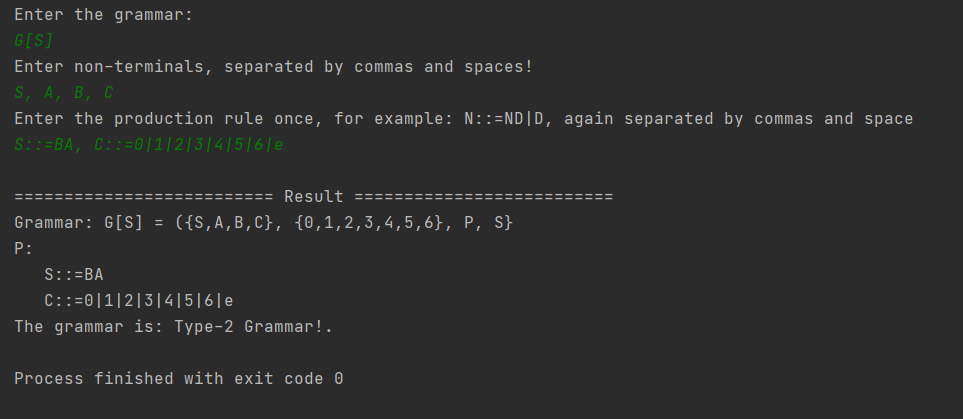 Enter the grammar:
G[S]
Enter non-terminals, separated by commas and spaces!
S, A, B, C
Enter the production rule once, for example: N::=ND|D, again separated by commas and space
S::=BA, C::=0|1|2|3|4|5|6|e
========================== Result ==========================
Grammar: G[S] = ({S,A,B,C}, {0,1,2,3,4,5,6}, P, S}
P:
   S::=BA
   C::=0|1|2|3|4|5|6|e
The grammar is: Type-2 Grammar!.
Process finished with exit code 0